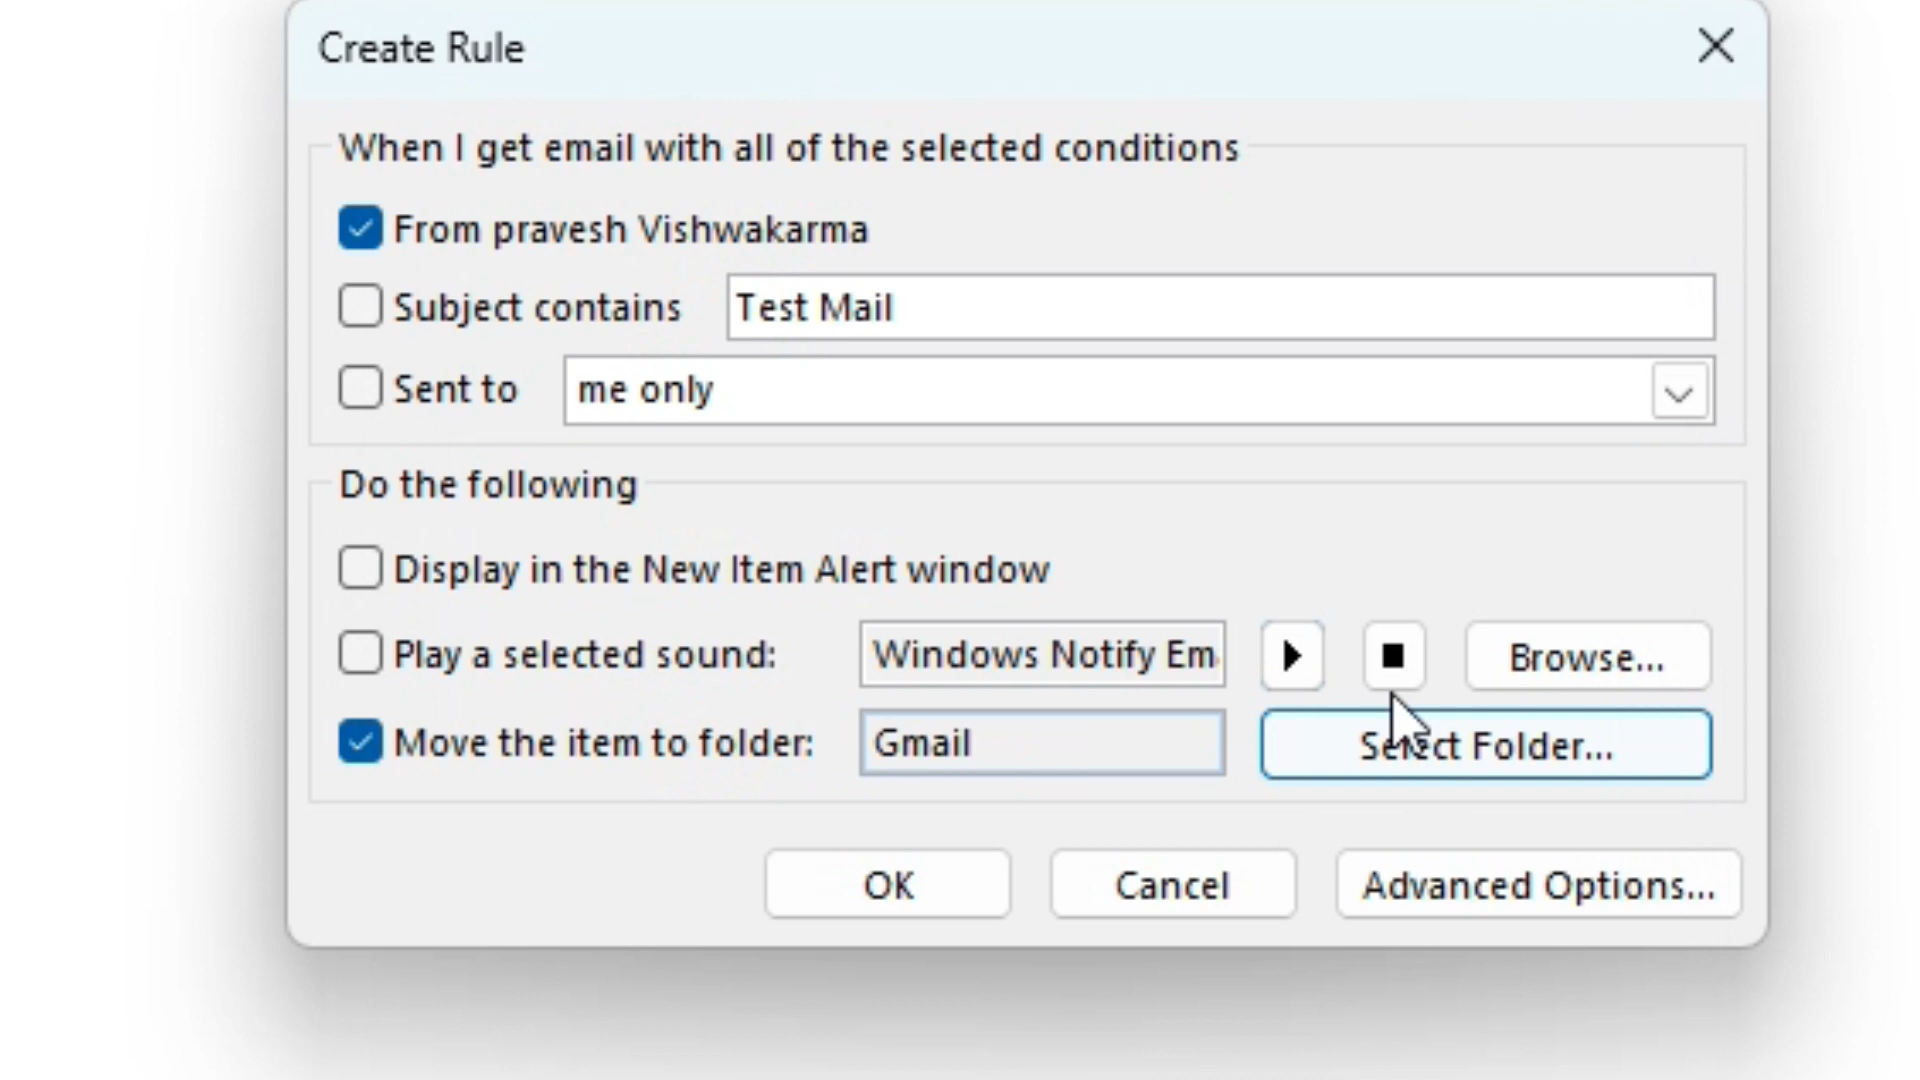 Create Rule
When I get email with all of the selected conditions
From pravesh Vishwakarma
Subject contains Test Mail
Sent to me only
Do the following
Display in the New Item Alert window
Play a selected sound: Windows Notify Em Browse...
Move the item to folder: Gmail Select Folder...
OK Cancel Advanced Options...